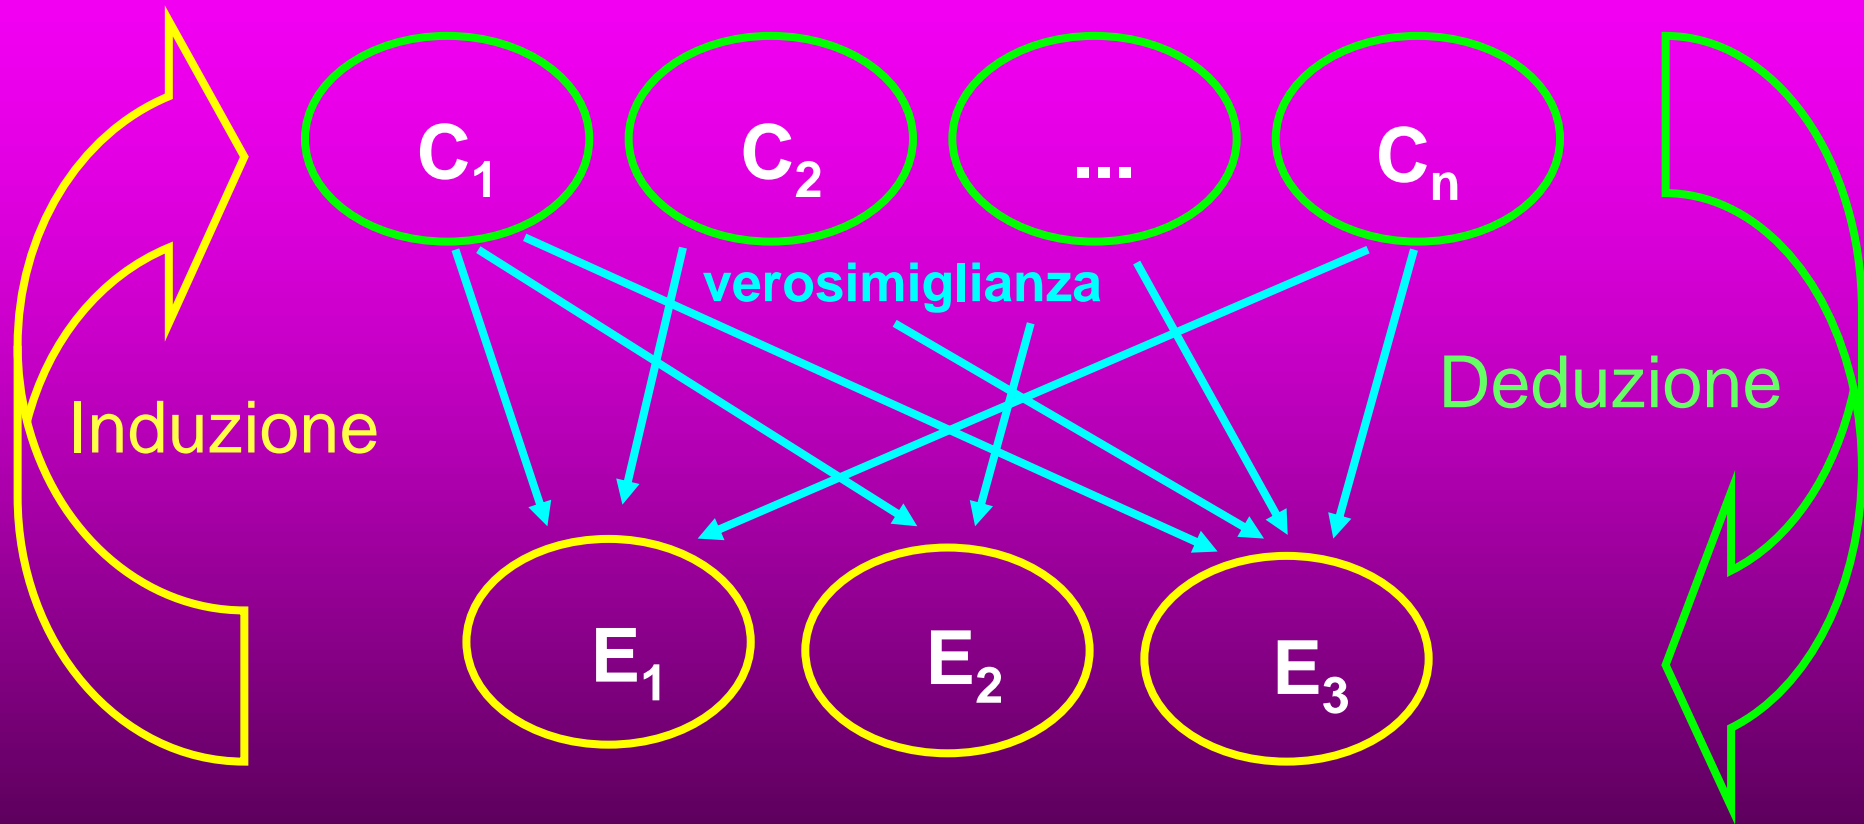 C₁ C₂ ... Cₙ
verosimiglianza
Induzione
Deduzione
E₁ E₂ E₃